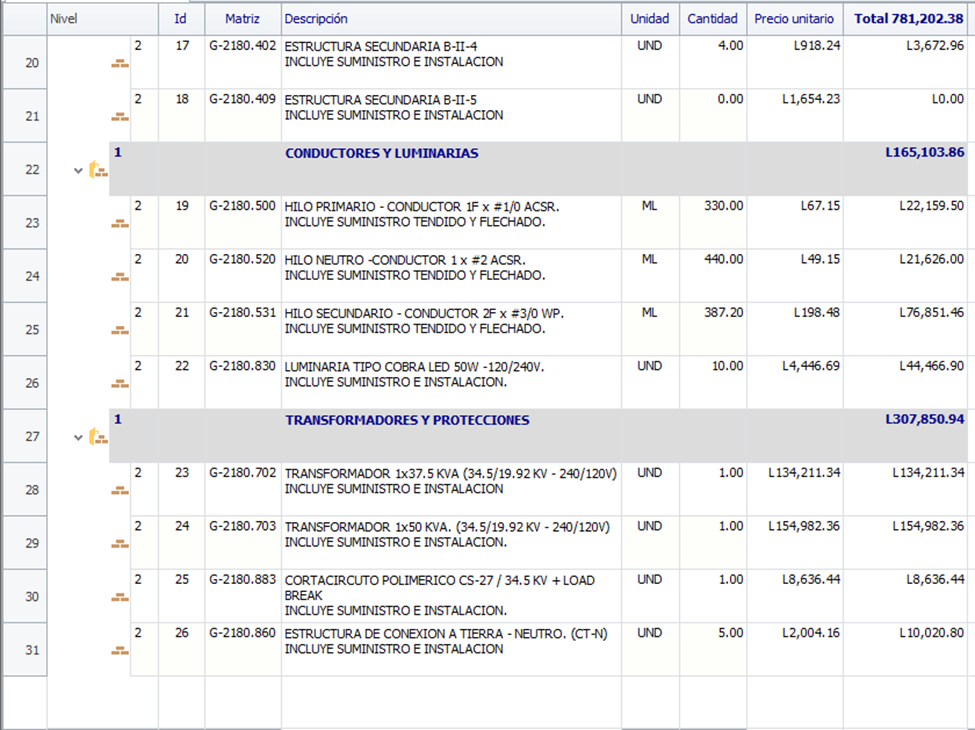 Nivel Id Matriz Descripción Unidad Cantidad Precio unitario Total 781,202.38
20 2 17 G-2180.402 ESTRUCTURA SECUNDARIA B-II-4 UND 4.00 L918.24 L3,672.96
INCLUYE SUMINISTRO E INSTALACION
21 2 18 G-2180.409 ESTRUCTURA SECUNDARIA B-II-5 UND 0.00 L1,654.23 L0.00
INCLUYE SUMINISTRO E INSTALACION
22 1 CONDUCTORES Y LUMINARIAS L165,103.86
23 2 19 G-2180.500 HILO PRIMARIO - CONDUCTOR 1F x #1/0 ACSR. ML 330.00 L67.15 L22,159.50
INCLUYE SUMINISTRO TENDIDO Y FLECHADO.
24 2 20 G-2180.520 HILO NEUTRO -CONDUCTOR 1 x #2 ACSR. ML 440.00 L49.15 L21,626.00
INCLUYE SUMINISTRO TENDIDO Y FLECHADO.
25 2 21 G-2180.531 HILO SECUNDARIO - CONDUCTOR 2F x #3/0 WP. ML 387.20 L198.48 L76,851.46
INCLUYE SUMINISTRO TENDIDO Y FLECHADO.
26 2 22 G-2180.830 LUMINARIA TIPO COBRA LED 50W -120/240V. UND 10.00 L4,446.69 L44,466.90
INCLUYE SUMINISTRO E INSTALACION.
27 1 TRANSFORMADORES Y PROTECCIONES L307,850.94
28 2 23 G-2180.702 TRANSFORMADOR 1x37.5 KVA (34.5/19.92 KV - 240/120V) UND 1.00 L134,211.34 L134,211.34
INCLUYE SUMINISTRO E INSTALACION
29 2 24 G-2180.703 TRANSFORMADOR 1x50 KVA. (34.5/19.92 KV - 240/120V) UND 1.00 L154,982.36 L154,982.36
INCLUYE SUMINISTRO E INSTALACION.
30 2 25 G-2180.883 CORTACIRCUTO POLIMERICO CS-27 / 34.5 KV + LOAD UND 1.00 L8,636.44 L8,636.44
BREAK
INCLUYE SUMINISTRO E INSTALACION.
31 2 26 G-2180.860 ESTRUCTURA DE CONEXION A TIERRA - NEUTRO. (CT-N) UND 5.00 L2,004.16 L10,020.80
INCLUYE SUMINISTRO E INSTALACION